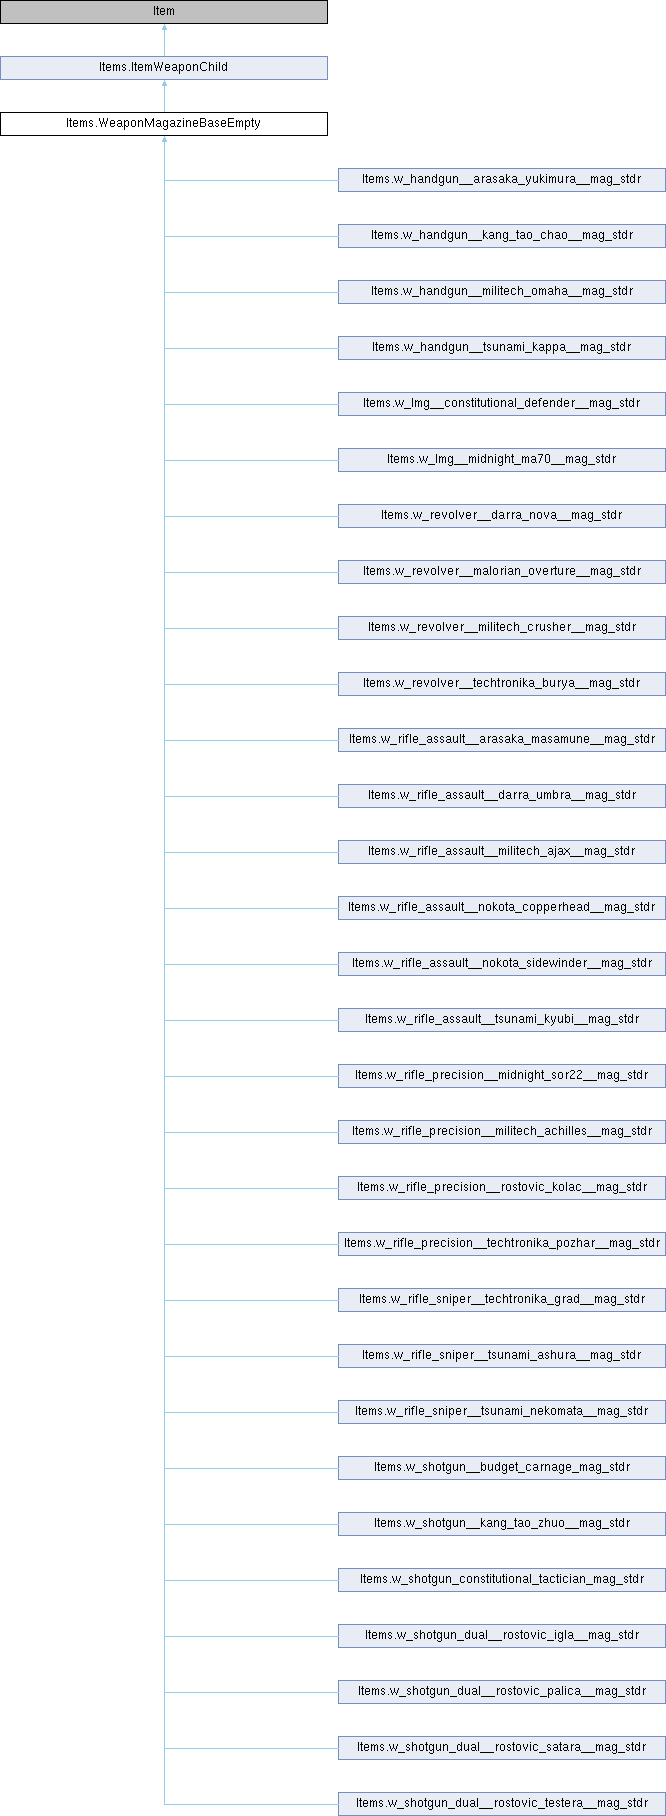 Item
Items.ItemWeaponChild
Items.WeaponMagazineBaseEmpty
Items.w_handgun__arasaka_yukimura__mag_stdr
Items.w_handgun__kang_tao_chao__mag_stdr
Items.w_handgun__militech_omaha__mag_stdr
Items.w_handgun__tsunami_kappa__mag_stdr
Items.w_lmg__constitutional_defender__mag_stdr
Items.w_lmg__midnight_ma70__mag_stdr
Items.w_revolver__darra_nova__mag_stdr
Items.w_revolver__malorian_overture__mag_stdr
Items.w_revolver__militech_crusher__mag_stdr
Items.w_revolver__techtronika_burya__mag_stdr
Items.w_rifle_assault__arasaka_masamune__mag_stdr
Items.w_rifle_assault__darra_umbra__mag_stdr
Items.w_rifle_assault__militech_ajax__mag_stdr
Items.w_rifle_assault__nokota_copperhead__mag_stdr
Items.w_rifle_assault__nokota_sidewinder__mag_stdr
Items.w_rifle_assault__tsunami_kyubi__mag_stdr
Items.w_rifle_precision__midnight_sor22__mag_stdr
Items.w_rifle_precision__militech_achilles__mag_stdr
Items.w_rifle_precision__rostovic_kolac__mag_stdr
Items.w_rifle_precision__techtronika_pozhar__mag_stdr
Items.w_rifle_sniper__techtronika_grad__mag_stdr
Items.w_rifle_sniper__tsunami_ashura__mag_stdr
Items.w_rifle_sniper__tsunami_nekomata__mag_stdr
Items.w_shotgun__budget_carnage_mag_stdr
Items.w_shotgun__kang_tao_zhuo__mag_stdr
Items.w_shotgun_constitutional_tactician_mag_stdr
Items.w_shotgun_dual__rostovic_igla__mag_stdr
Items.w_shotgun_dual__rostovic_palica__mag_stdr
Items.w_shotgun_dual__rostovic_satara__mag_stdr
Items.w_shotgun_dual__rostovic_testera__mag_stdr